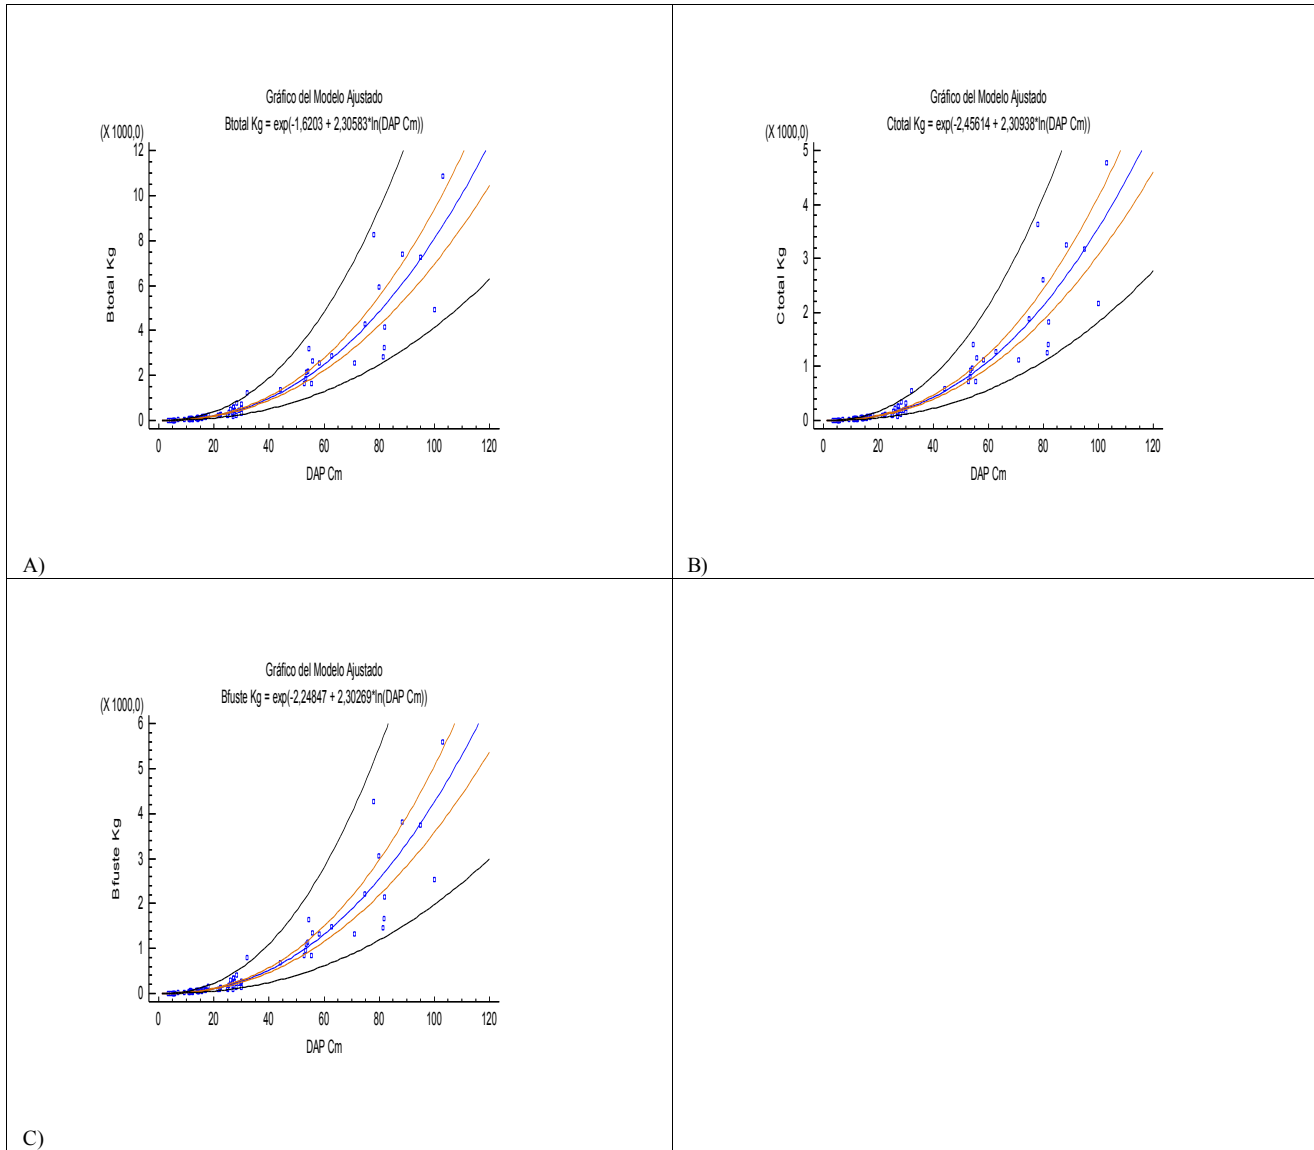 Gráfico del Modelo Ajustado
Btotal Kg = exp(-1,6203 + 2,30583*ln(DAP Cm))
(X 1000,0)
12
10
8
6
4
2
0
Btotal Kg
0 20 40 60 80 100 120
DAP Cm
A)
Gráfico del Modelo Ajustado
Ctotal Kg = exp(-2,45614 + 2,30938*ln(DAP Cm))
(X 1000,0)
5
4
3
2
1
0
Ctotal Kg
0 20 40 60 80 100 120
DAP Cm
B)
Gráfico del Modelo Ajustado
Bfuste Kg = exp(-2,24847 + 2,30269*ln(DAP Cm))
(X 1000,0)
6
5
4
3
2
1
0
Bfuste Kg
0 20 40 60 80 100 120
DAP Cm
C)